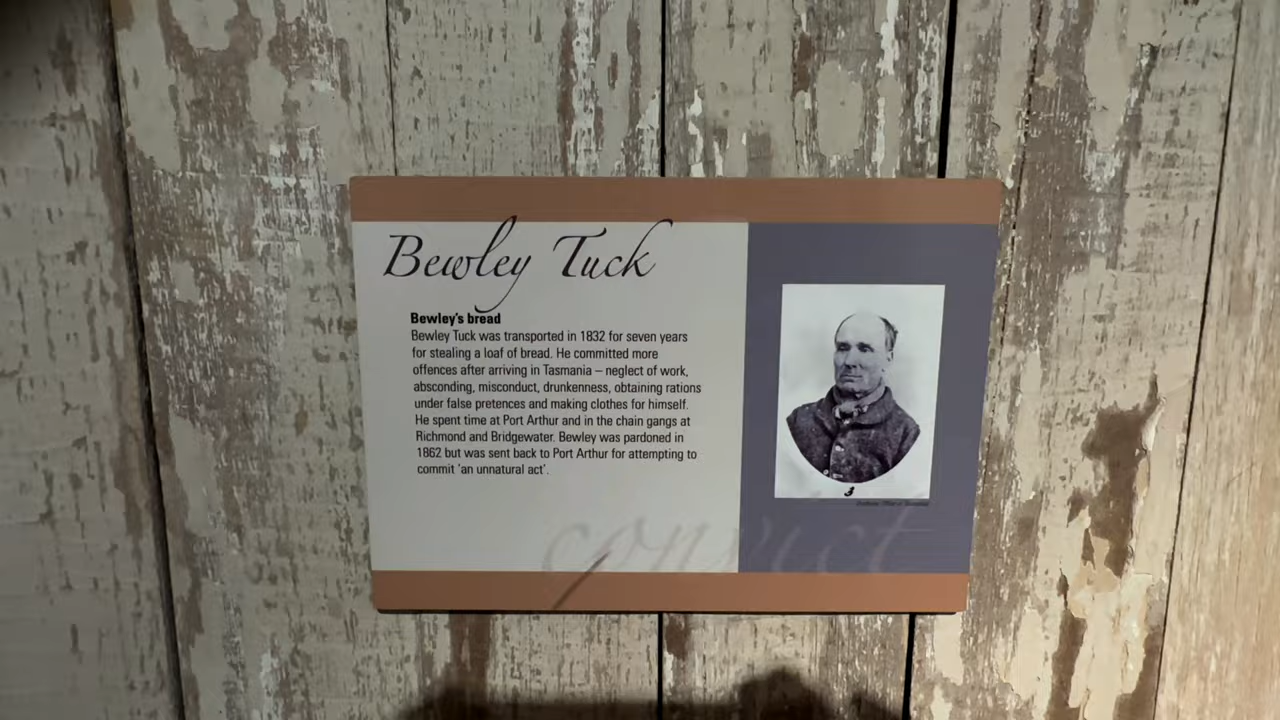 Bewley Tuck
Bewley's bread
Bewley Tuck was transported in 1832 for seven years
for stealing a loaf of bread. He committed more
offences after arriving in Tasmania – neglect of work,
absconding, misconduct, drunkenness, obtaining rations
under false pretences and making clothes for himself.
He spent time at Port Arthur and in the chain gangs at
Richmond and Bridgewater. Bewley was pardoned in
1862 but was sent back to Port Arthur for attempting to
commit 'an unnatural act'.
convict